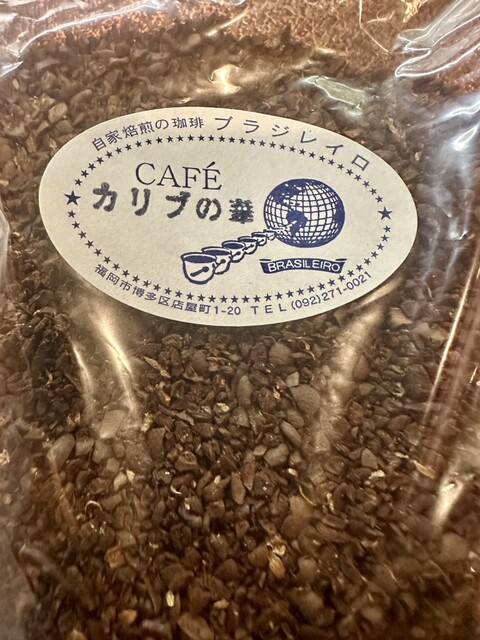 自家焙煎の珈琲 ブラジレイロ
CAFÉ
カリブの華
BRASILEIRO
福岡市博多区店屋町1-20 TEL(092)271-0021